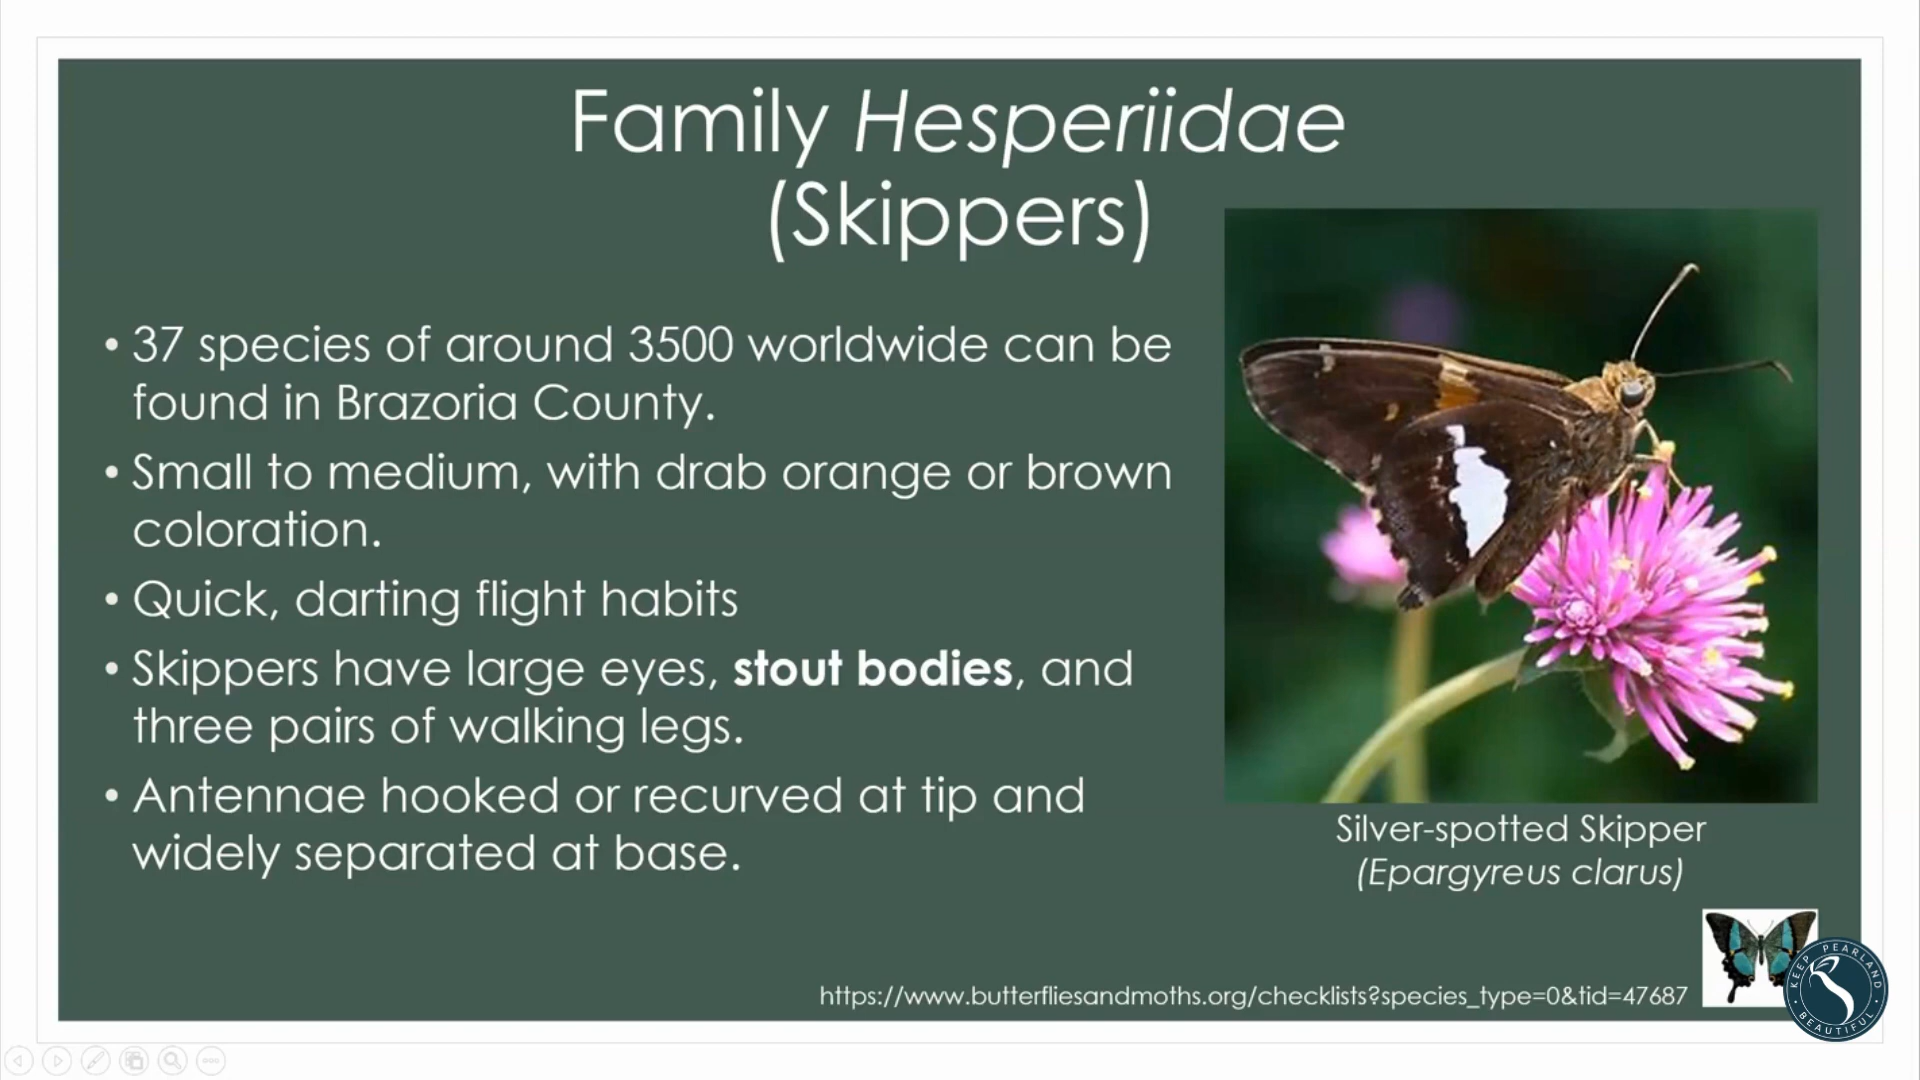 Family Hesperiidae
(Skippers)
• 37 species of around 3500 worldwide can be
found in Brazoria County.
• Small to medium, with drab orange or brown
coloration.
• Quick, darting flight habits
• Skippers have large eyes, stout bodies, and
three pairs of walking legs.
• Antennae hooked or recurved at tip and
widely separated at base.
Silver-spotted Skipper
(Epargyreus clarus)
https://www.butterfliesandmoths.org/checklists?species_type=0&tid=47687
KEEP PEARLAND
BEAUTIFUL